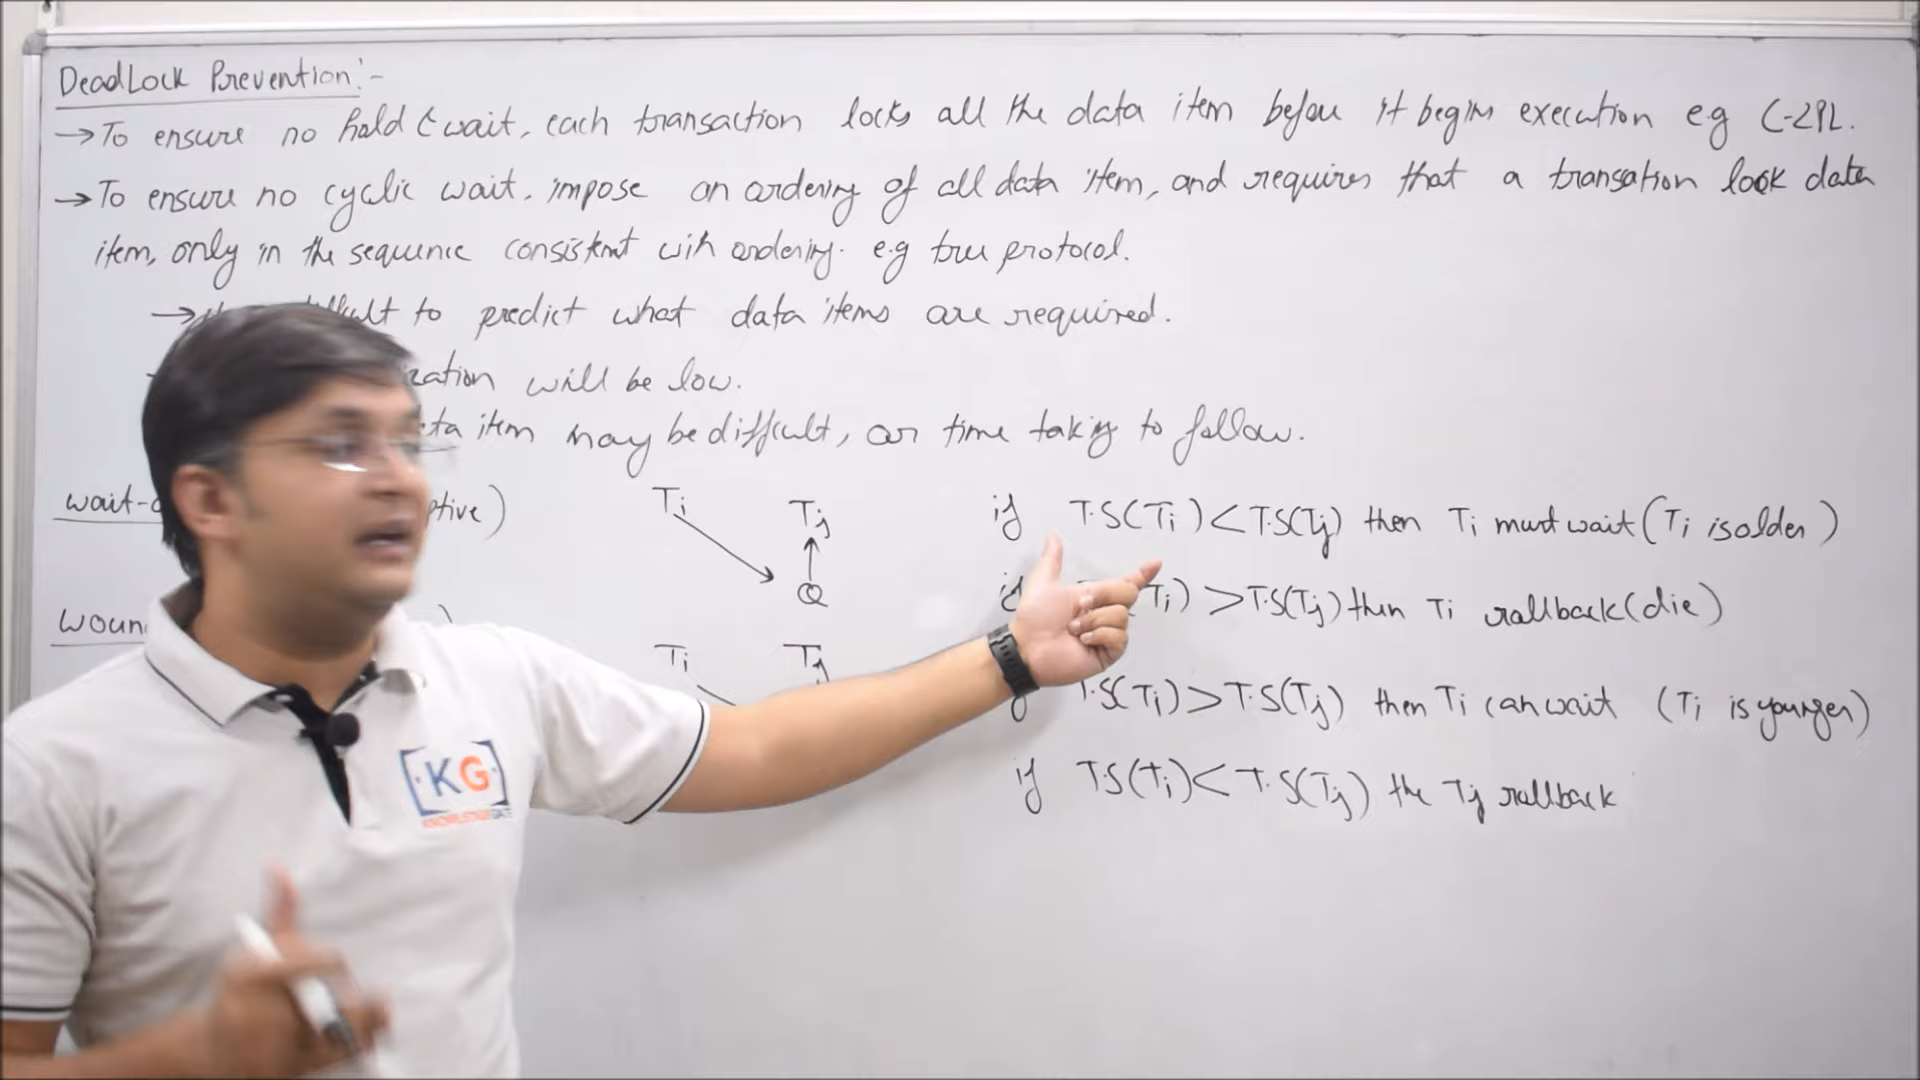 DeadLock Prevention:-
→ To ensure no hold & wait, each transaction locks all the data item before it begins execution e.g C-2PL.
→ To ensure no cyclic wait, impose an ordering of all data item, and requires that a transation lock data
item, only in the sequence consistent with ordering. e.g tree protocol.
→ to predict what data items are required.
will be low.
item may be difficult, or time taking to follow.
wait-
Ti
Tj
Q
if T.S(Ti) < T.S(Tj) then Ti must wait (Ti is older)
if Ti) > T.S(Tj) then Ti rollback (die)
woun
Ti
Tj
T.S(Ti) > T.S(Tj) then Ti can wait (Ti is younger)
if T.S(Ti) < T.S(Tj) the Tj rollback
[KG]